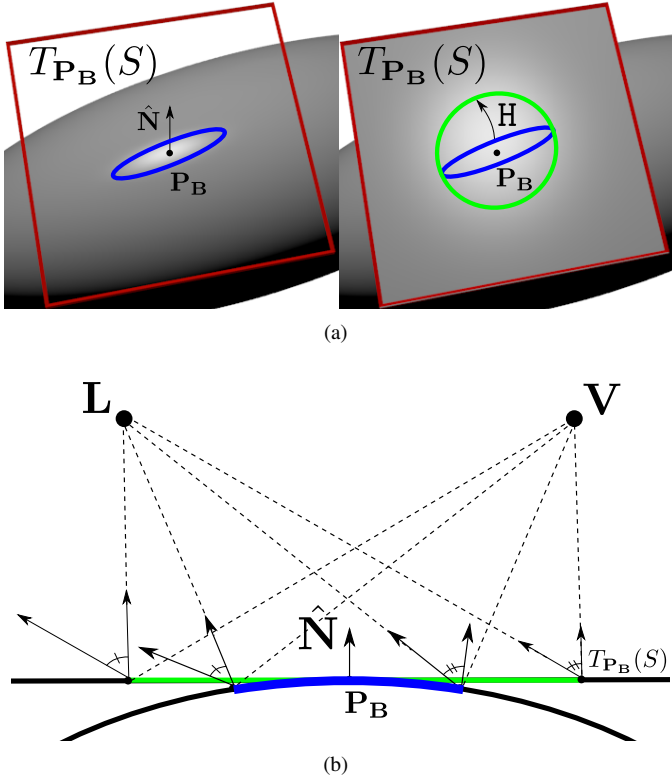 T_{P_B}(S)
N̂
P_B
T_{P_B}(S)
H
P_B
(a)
L
V
N̂
T_{P_B}(S)
P_B
(b)